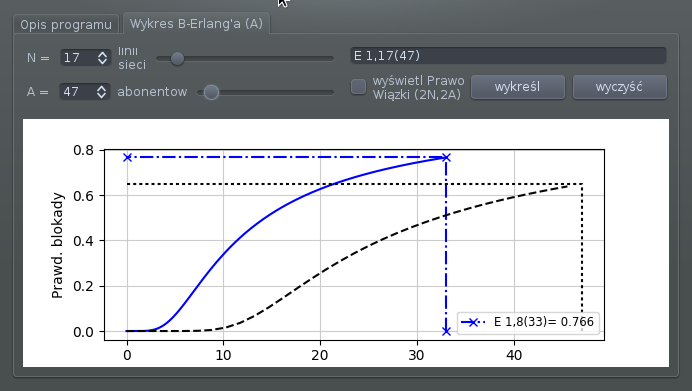 Opis programu
Wykres B-Erlang'a (A)
N =
17
linii
sieci
E 1,17(47)
A =
47
abonentow
wyświetl Prawo
Wiązki (2N,2A)
wykreśl
wyczyść
0.8
0.6
0.4
0.2
0.0
Prawd. blokady
0
10
20
30
40
E 1,8(33)= 0.766